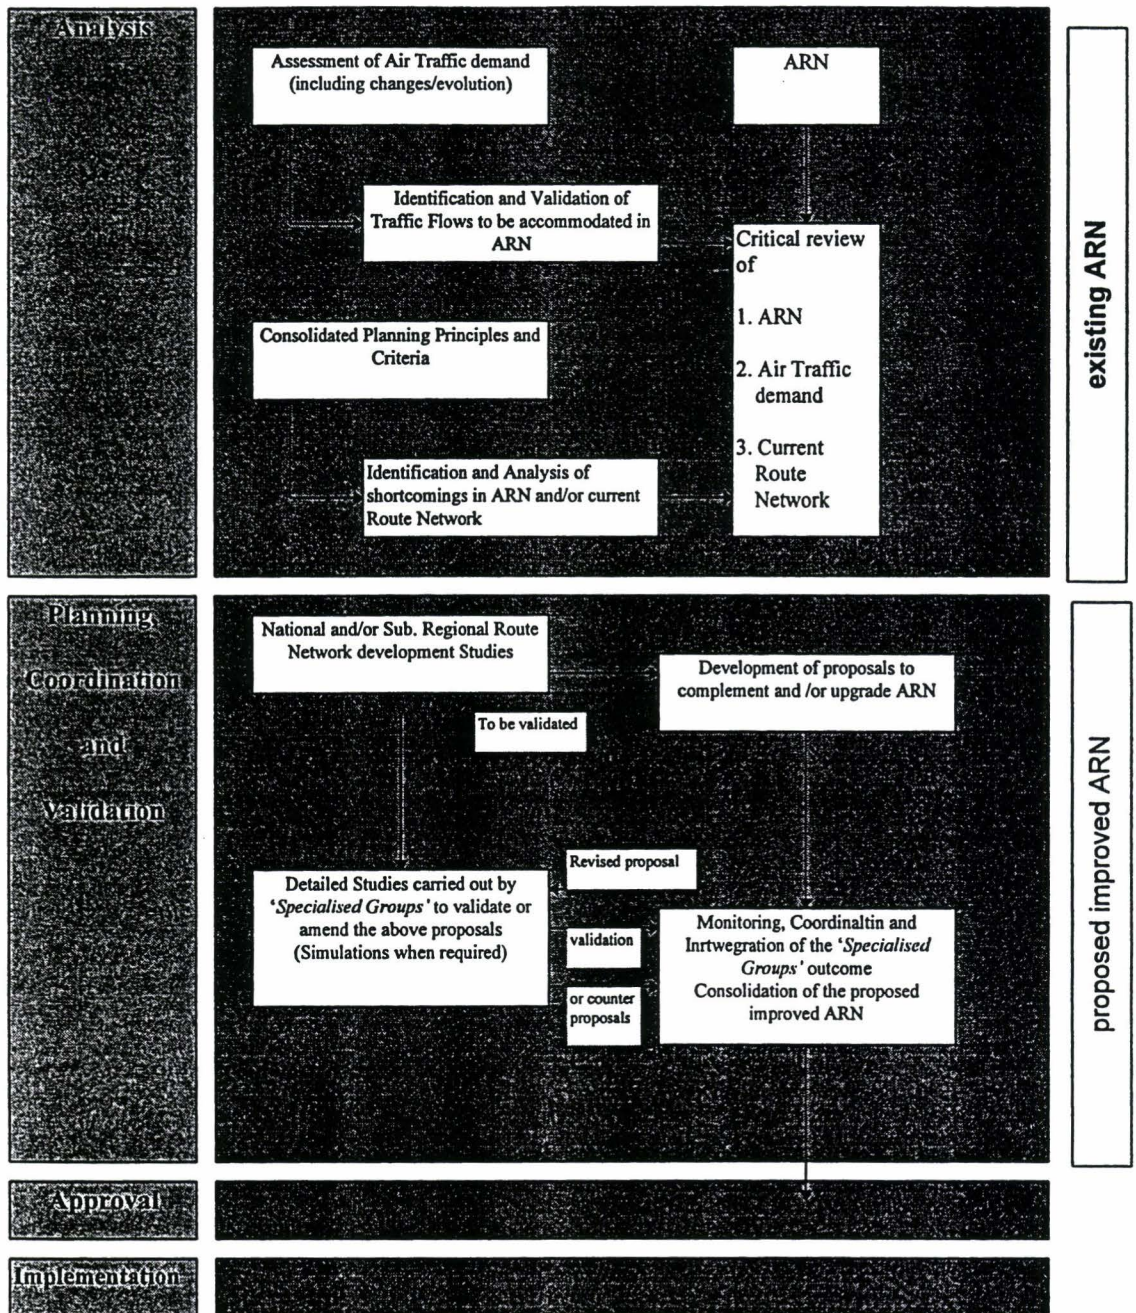 Analysis
Assessment of Air Traffic demand
(including changes/evolution)
ARN
Identification and Validation of
Traffic Flows to be accommodated in
ARN
Critical review
of
1. ARN
2. Air Traffic
demand
3. Current
Route
Network
Consolidated Planning Principles and
Criteria
Identification and Analysis of
shortcomings in ARN and/or current
Route Network
existing ARN
Planning
Coordination
and
Validation
National and/or Sub. Regional Route
Network development Studies
Development of proposals to
complement and /or upgrade ARN
To be validated
Revised proposal
Detailed Studies carried out by
'Specialised Groups' to validate or
amend the above proposals
(Simulations when required)
validation
or counter
proposals
Monitoring, Coordinaltin and
Inrtwegration of the 'Specialised
Groups' outcome
Consolidation of the proposed
improved ARN
proposed improved ARN
Approval
Implementation